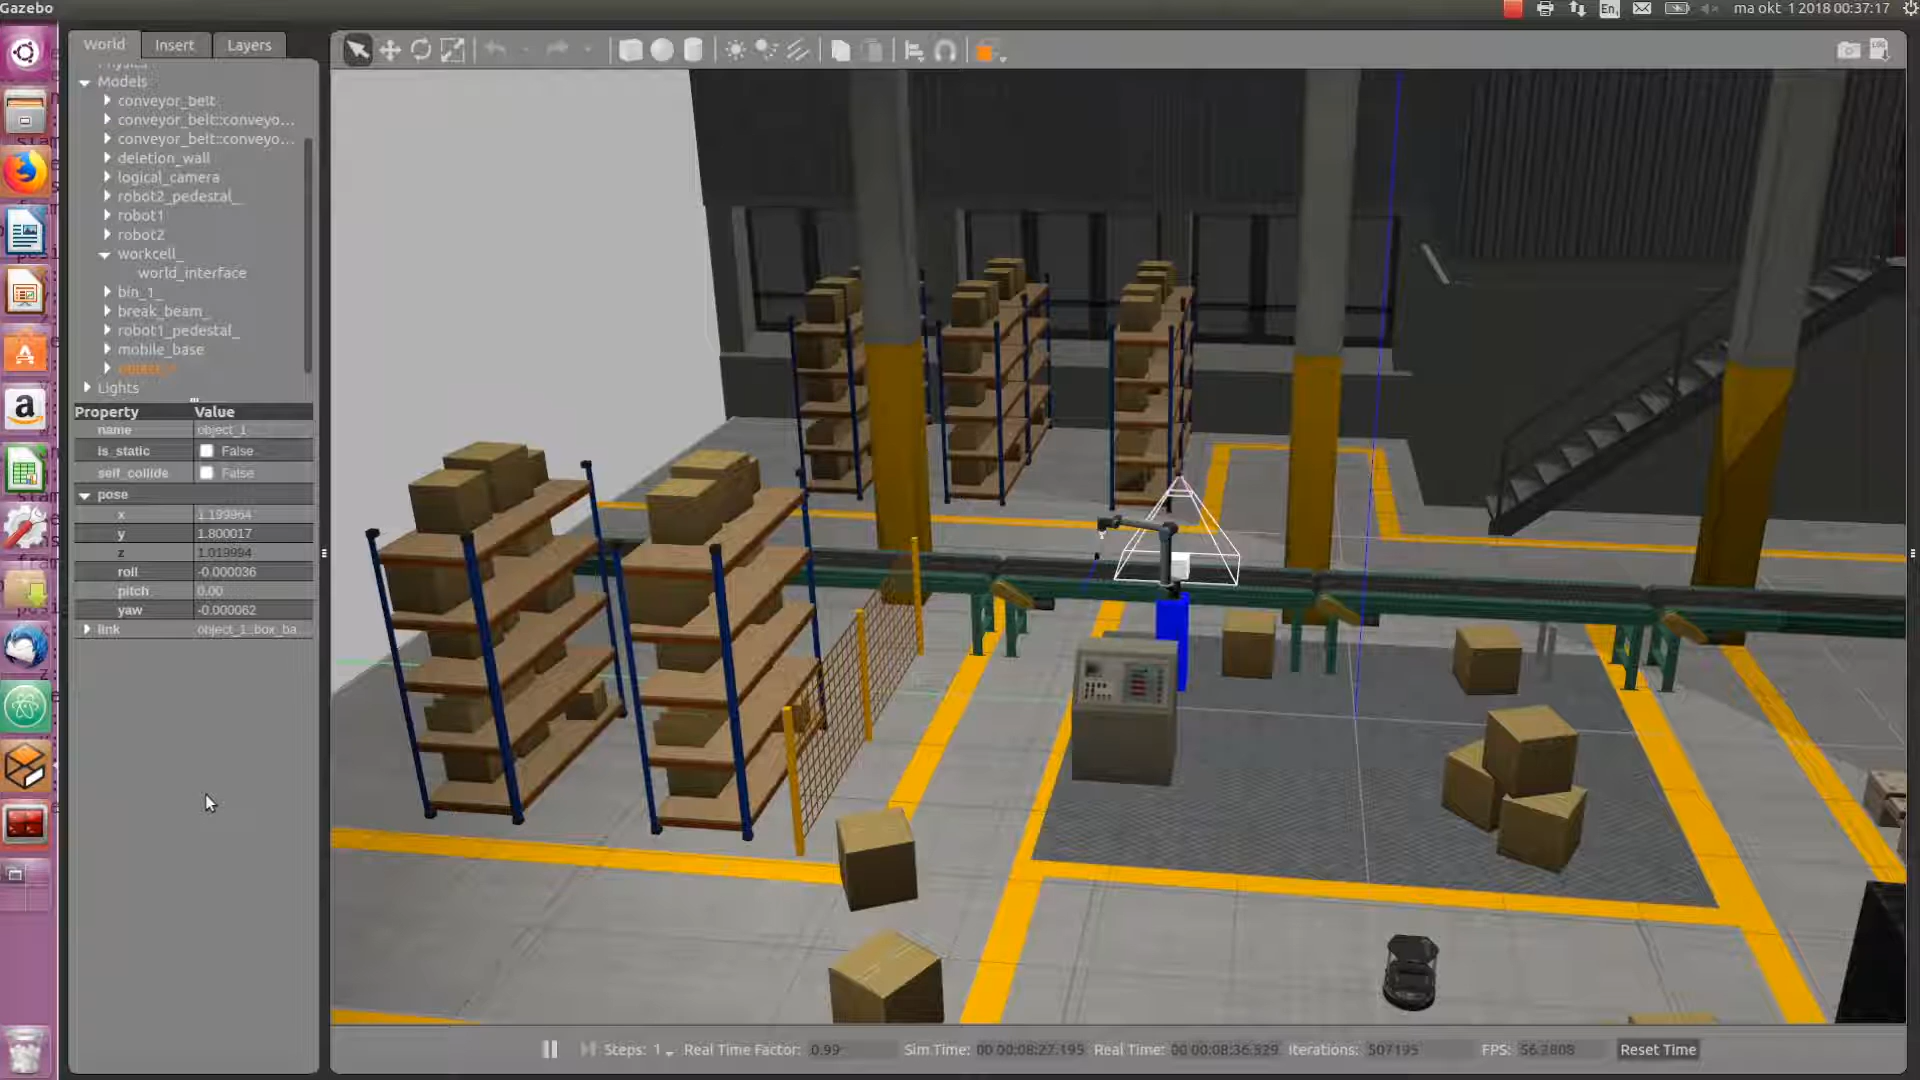 Gazebo
En
ma okt 1 2018 00:37:17
World Insert Layers
Models
conveyor_belt
conveyor_belt::conveyo...
conveyor_belt::conveyo...
deletion_wall
logical_camera
robot2_pedestal_
robot1
robot2
workcell_
world_interface
bin_1_
break_beam_
robot1_pedestal_
mobile_base
Lights
Property Value
name object_1
is_static False
self_collide False
pose
x 1.199964
y 1.800017
z 1.019994
roll -0.000036
pitch 0.00
yaw -0.000062
link object_1::box_ba
Steps: 1 Real Time Factor: 0.99 Sim Time: 00 00:08:27.195 Real Time: 00 00:08:36.529 Iterations: 507195 FPS: 56.2808 Reset Time